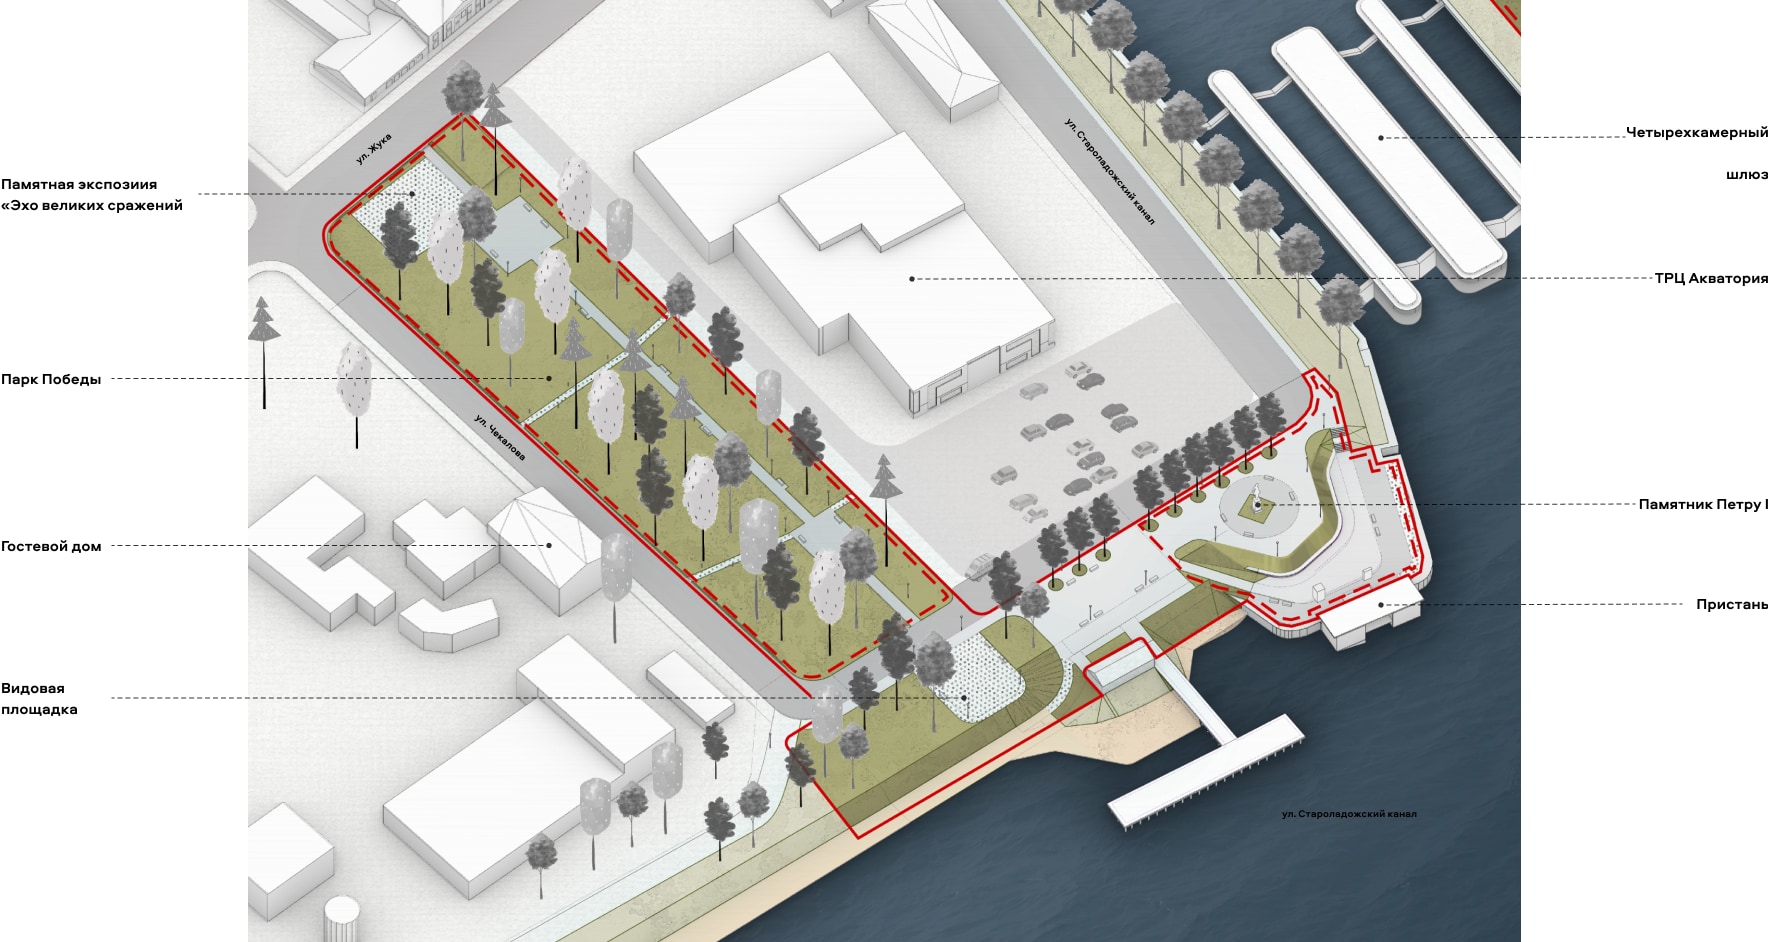 Памятная экспозиия
«Эхо великих сражений
Парк Победы
Гостевой дом
Видовая
площадка
ул. Жука
ул. Чекалова
ул. Староладожский канал
ул. Староладожский канал
Четырехкамерный
шлюз
ТРЦ Акватория
Памятник Петру I
Пристань